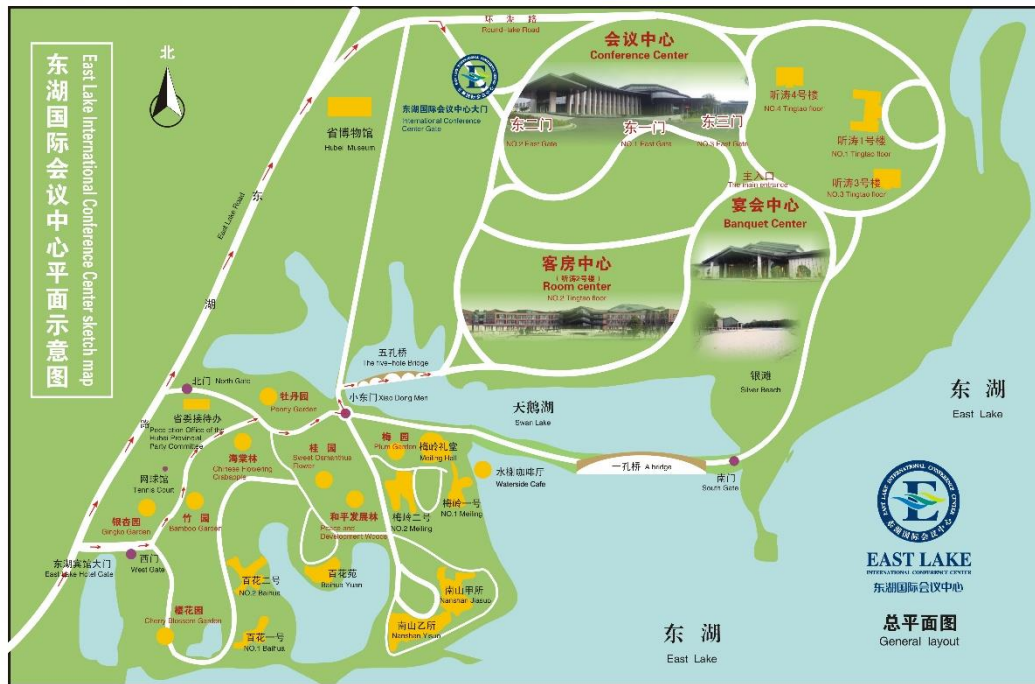 东湖国际会议中心平面示意图
East Lake International Conference Center sketch map
北
环湖路
Round-lake Road
会议中心
Conference Center
东湖国际会议中心大门
International Conference
Center Gate
省博物馆
Hubei Museum
东二门
NO.2 East Gate
东一门
NO.1 East Gate
东三门
NO.3 East Gate
听涛4号楼
NO.4 Tingtao floor
听涛1号楼
NO.1 Tingtao floor
听涛3号楼
NO.3 Tingtao floor
主入口
The main entrance
宴会中心
Banquet Center
东湖路
East Lake Road
客房中心
(听涛2号楼)
Room center
NO.2 Tingtao floor
五孔桥
The five-hole Bridge
银滩
Silver Beach
北门 North Gate
牡丹园
Peony Garden
小东门 Xiao Dong Men
天鹅湖
Swan Lake
东湖
East Lake
省委接待办
Reception Office of the
Hubei Provincial
Party Committee
海棠林
Chinese Flowering
Crabapple
桂园
Sweet Osmanthus
Flower
梅园
Plum Garden
梅岭礼堂
Meiling Hall
水榭咖啡厅
Waterside Cafe
一孔桥 A bridge
南门
South Gate
网球馆
Tennis Court
银杏园
Gingko Garden
竹园
Bamboo Garden
和平发展林
Peace and
Development Woods
梅岭二号
NO.2 Meiling
梅岭一号
NO.1 Meiling
东湖宾馆大门
East Lake Hotel Gate
西门
West Gate
百花二号
NO.2 Baihua
百花苑
Baihua Yuan
南山甲所
Nanshan Jiasuo
樱花园
Cherry Blossom Garden
百花一号
NO.1 Baihua
南山乙所
Nanshan Yisuo
东湖
East Lake
EAST LAKE INTERNATIONAL CONFERENCE CENTER
东湖国际会议中心
EAST LAKE
INTERNATIONAL CONFERENCE CENTER
东湖国际会议中心
总平面图
General layout